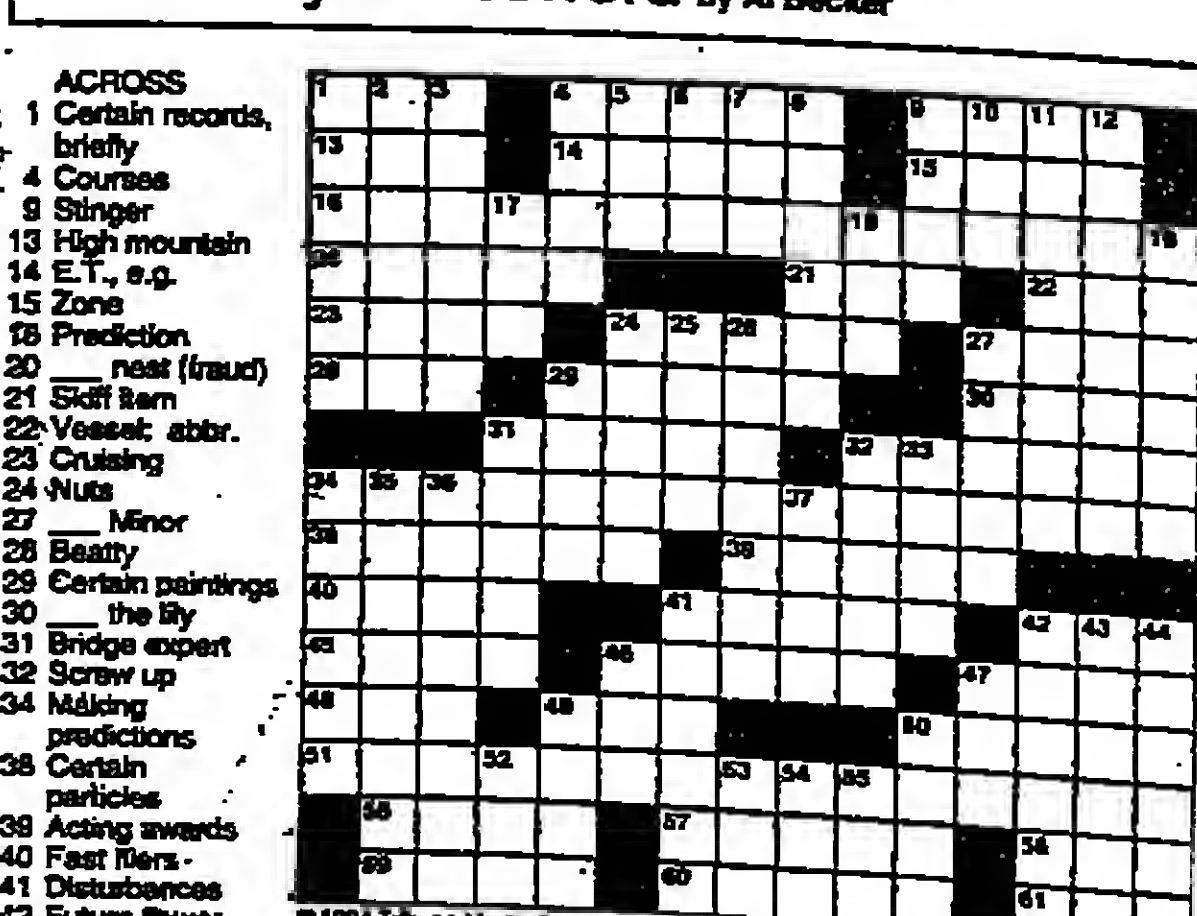 by Al Becker
ACROSS
1 Certain records,
briefly
4 Courses
9 Stinger
13 High mountain
14 E.T., e.g.
15 Zone
16 Prediction
20 ___ nest (fraud)
21 Skiff item
22 Vessel: abbr.
23 Cruising
24 Nuts
27 ___ Minor
28 Beatty
29 Certain paintings
30 ___ the lily
31 Bridge expert
32 Screw up
34 Making
predictions
38 Certain
particles
39 Acting awards
40 Fast fliers
41 Disturbances
1 2 3 4 5 6 7 8 9 10 11 12
13 14 15
16 17 18 19
20 21 22
23 24 25 26 27
28 29 30
31 32 33
34 35 36 37
38 39
40 41 42 43 44
45 46 47
48 49 50
51 52 53 54 55
56 57 58
59 60 61